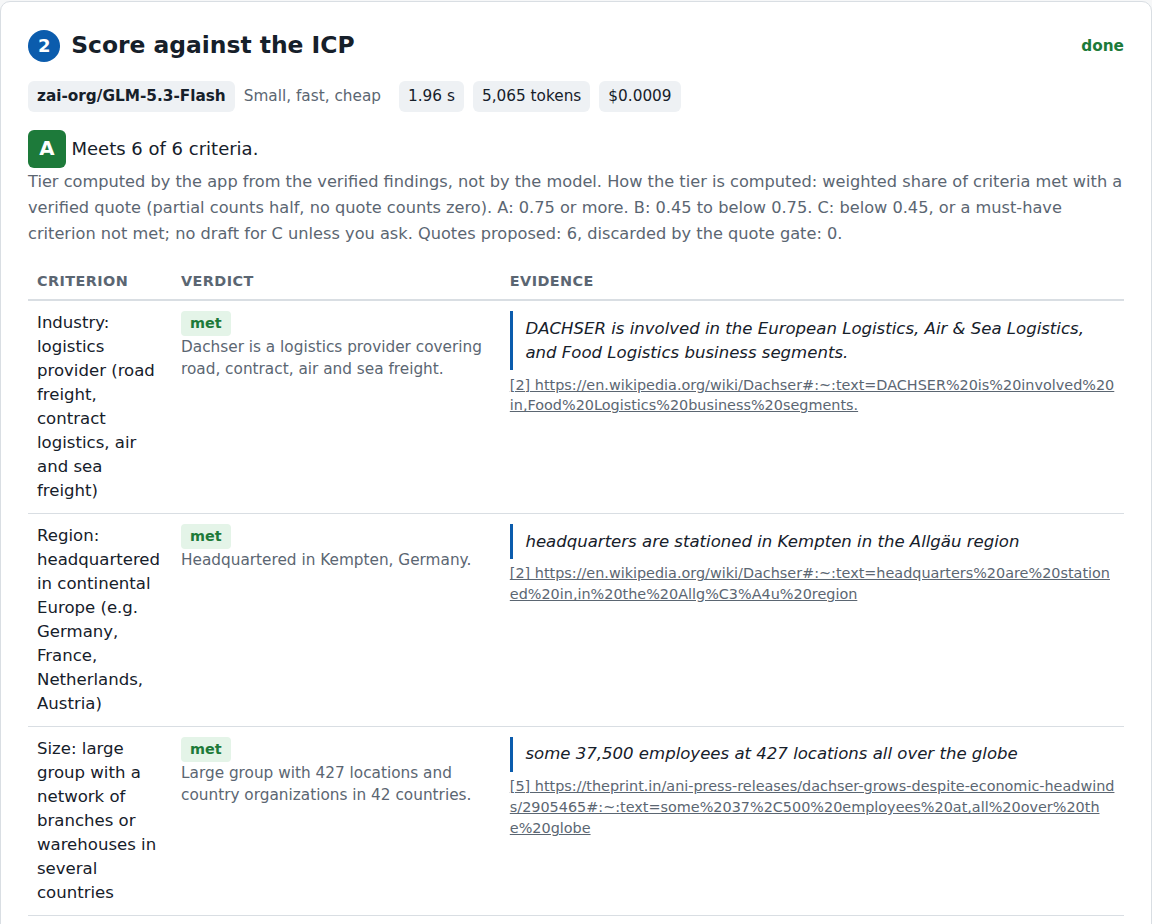 2 Score against the ICP done
zai-org/GLM-5.3-Flash Small, fast, cheap 1.96 s 5,065 tokens $0.0009
A Meets 6 of 6 criteria.
Tier computed by the app from the verified findings, not by the model. How the tier is computed: weighted share of criteria met with a
verified quote (partial counts half, no quote counts zero). A: 0.75 or more. B: 0.45 to below 0.75. C: below 0.45, or a must-have
criterion not met; no draft for C unless you ask. Quotes proposed: 6, discarded by the quote gate: 0.
CRITERION VERDICT EVIDENCE
Industry:
logistics
provider (road
freight,
contract
logistics, air
and sea
freight)
met
Dachser is a logistics provider covering
road, contract, air and sea freight.
DACHSER is involved in the European Logistics, Air & Sea Logistics,
and Food Logistics business segments.
[2] https://en.wikipedia.org/wiki/Dachser#:~:text=DACHSER%20is%20involved%20
in,Food%20Logistics%20business%20segments.
Region:
headquartered
in continental
Europe (e.g.
Germany,
France,
Netherlands,
Austria)
met
Headquartered in Kempten, Germany.
headquarters are stationed in Kempten in the Allgäu region
[2] https://en.wikipedia.org/wiki/Dachser#:~:text=headquarters%20are%20station
ed%20in,in%20the%20Allg%C3%A4u%20region
Size: large
group with a
network of
branches or
warehouses in
several
countries
met
Large group with 427 locations and
country organizations in 42 countries.
some 37,500 employees at 427 locations all over the globe
[5] https://theprint.in/ani-press-releases/dachser-grows-despite-economic-headwind
s/2905465#:~:text=some%2037%2C500%20employees%20at,all%20over%20th
e%20globe